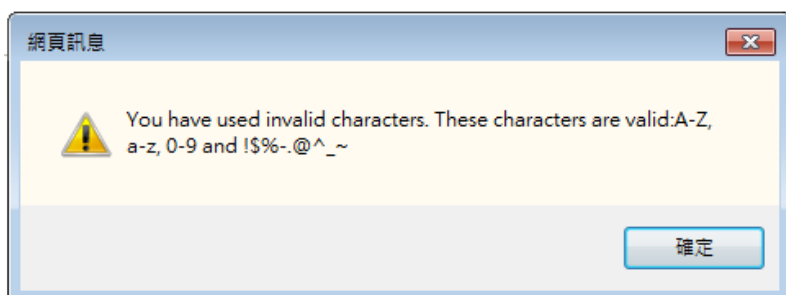 網頁訊息
You have used invalid characters. These characters are valid:A-Z,
a-z, 0-9 and !$%-.@^_~
確定